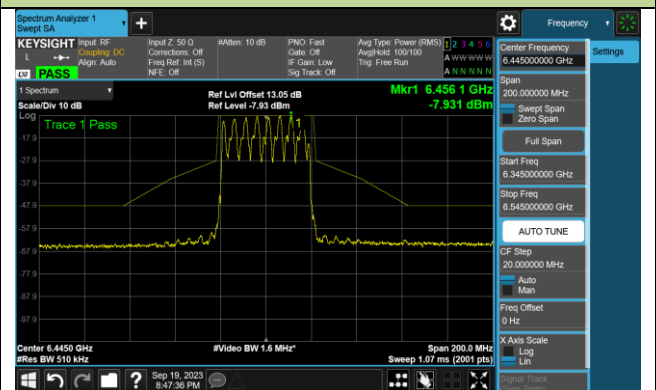 Spectrum Analyzer 1
Swept SA
Frequency
KEYSIGHT
Input: RF
Coupling: DC
Align: Auto
Input Z: 50 Ω
Corrections: Off
Freq Ref: Int (S)
NFE: Off
#Atten: 10 dB
PNO: Fast
Gate: Off
IF Gain: Low
Sig Track: Off
Avg Type: Power (RMS)
Avg|Hold: 100/100
Trig: Free Run
1 2 3 4 5 6
A W W W W W
A N N N N N
L
LXI
PASS
Center Frequency
6.445000000 GHz
Settings
Span
200.000000 MHz
Swept Span
Zero Span
Full Span
Start Freq
6.345000000 GHz
Stop Freq
6.545000000 GHz
AUTO TUNE
CF Step
20.000000 MHz
Auto
Man
Freq Offset
0 Hz
X Axis Scale
Log
Lin
Signal Track
(Span Zoom)
1 Spectrum
Scale/Div 10 dB
Log
Ref Lvl Offset 13.05 dB
Ref Level -7.93 dBm
Mkr1 6.456 1 GHz
-7.931 dBm
Trace 1 Pass
1
-17.9
-27.9
-37.9
-47.9
-57.9
-67.9
-77.9
-87.9
-97.9
Center 6.4450 GHz
#Res BW 510 kHz
#Video BW 1.6 MHz*
Span 200.0 MHz
Sweep 1.07 ms (2001 pts)
Sep 19, 2023
8:47:36 PM